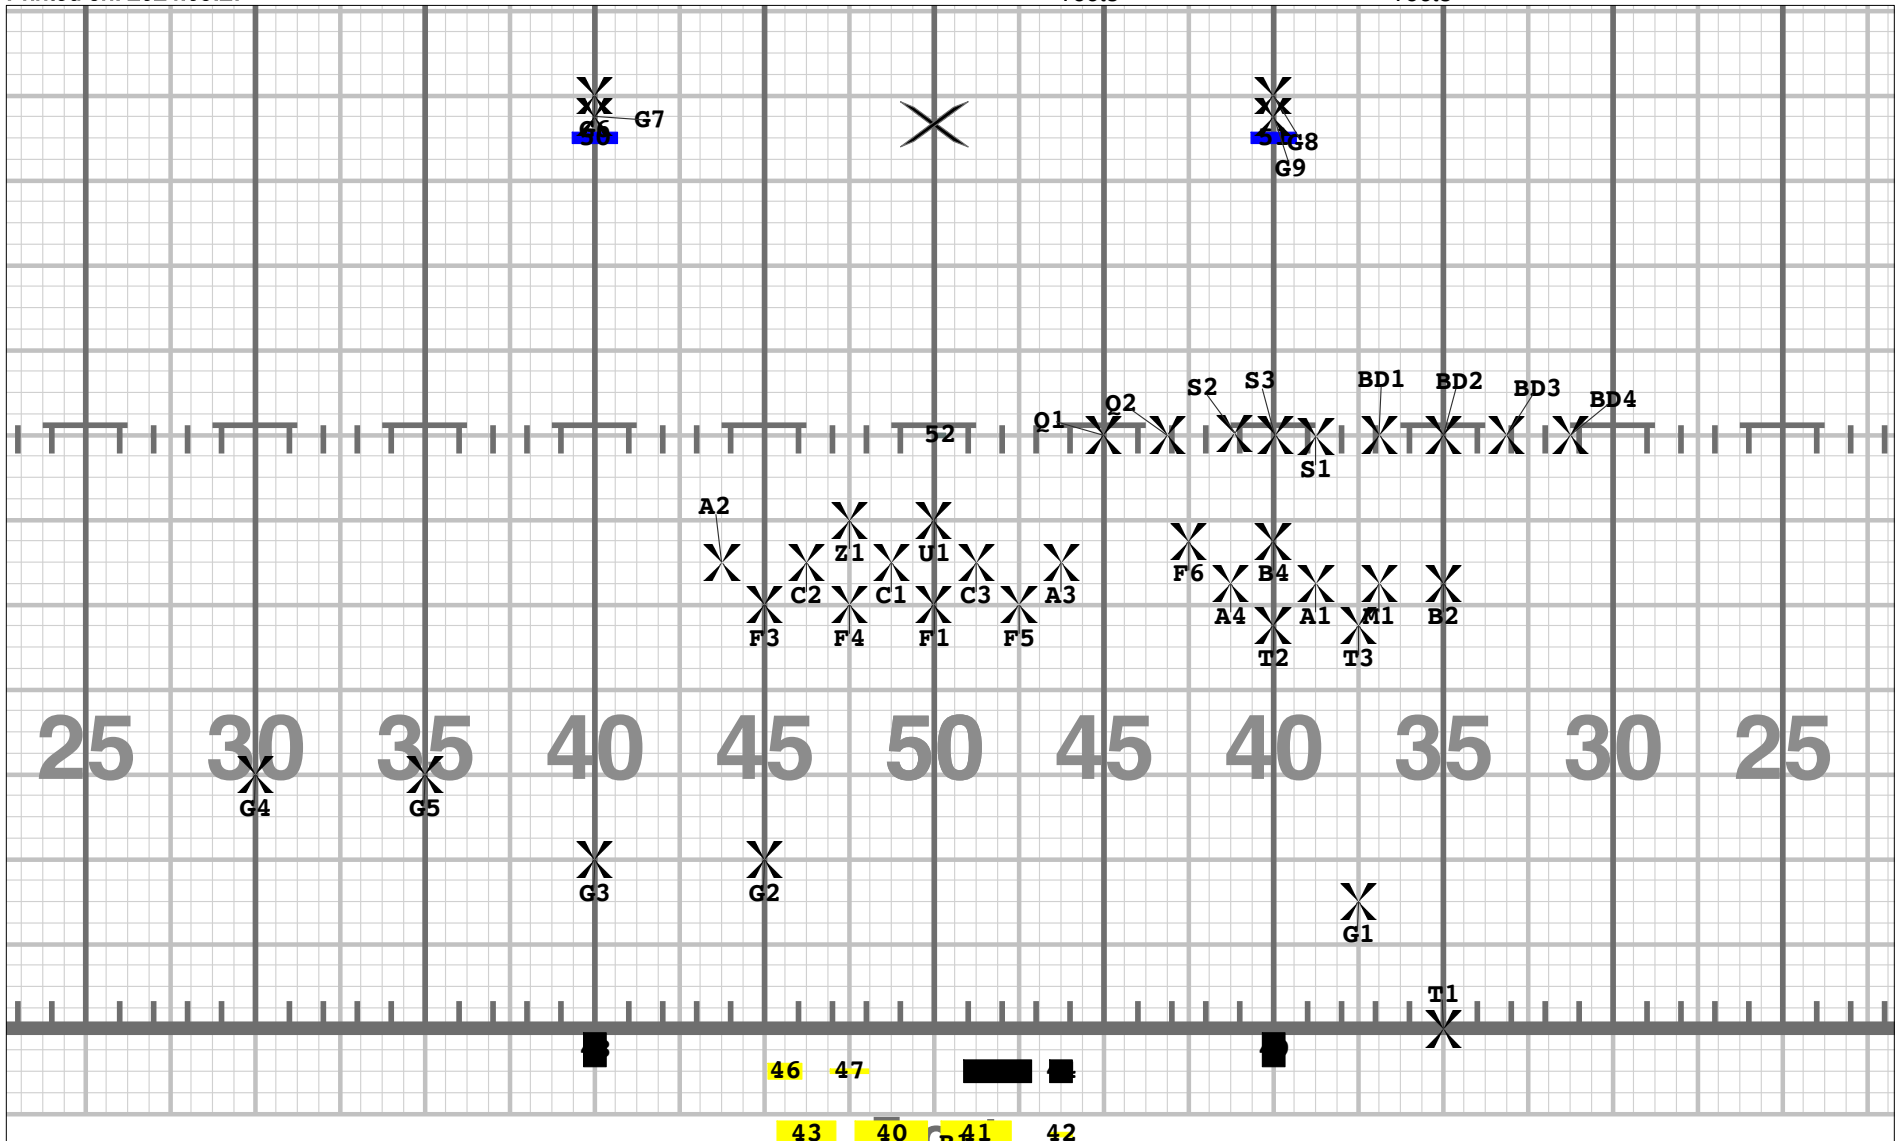 G7
G6
G8
G9
S2 S3 BD1 BD2 BD3 BD4
Q1 Q2
52
S1
A2
Z1 U1
F6 B4
C2 C1 C3 A3
A4 A1 M1 B2
F3 F4 F1 F5
T2 T3
25 30 35 40 45 50 45 40 35 30 25
G4 G5
G3 G2
G1
T1
46 47
43 40 41 42